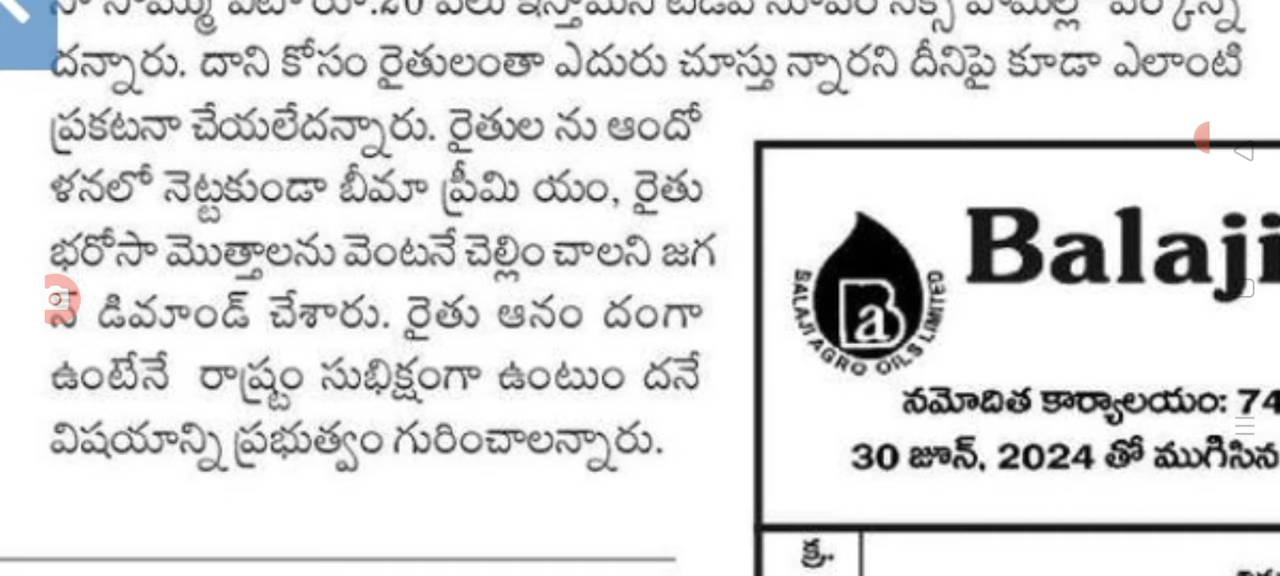 దన్నారు. దాని కోసం రైతులంతా ఎదురు చూస్తు న్నారని దీనిపై కూడా ఎలాంటి
ప్రకటనా చేయలేదన్నారు. రైతుల ను ఆందో
ళనలో నెట్టకుండా బీమా ప్రీమి యం, రైతు
భరోసా మొత్తాలను వెంటనే చెల్లిం చాలని జగ
న్ డిమాండ్ చేశారు. రైతు ఆనం దంగా
ఉంటేనే రాష్ట్రం సుభిక్షంగా ఉంటుం దనే
విషయాన్ని ప్రభుత్వం గురించాలన్నారు.
Balaji
Ba
BALAJI AGRO OILS LIMITED
నమోదిత కార్యాలయం: 74
30 జూన్, 2024 తో ముగిసిన
క్ర.